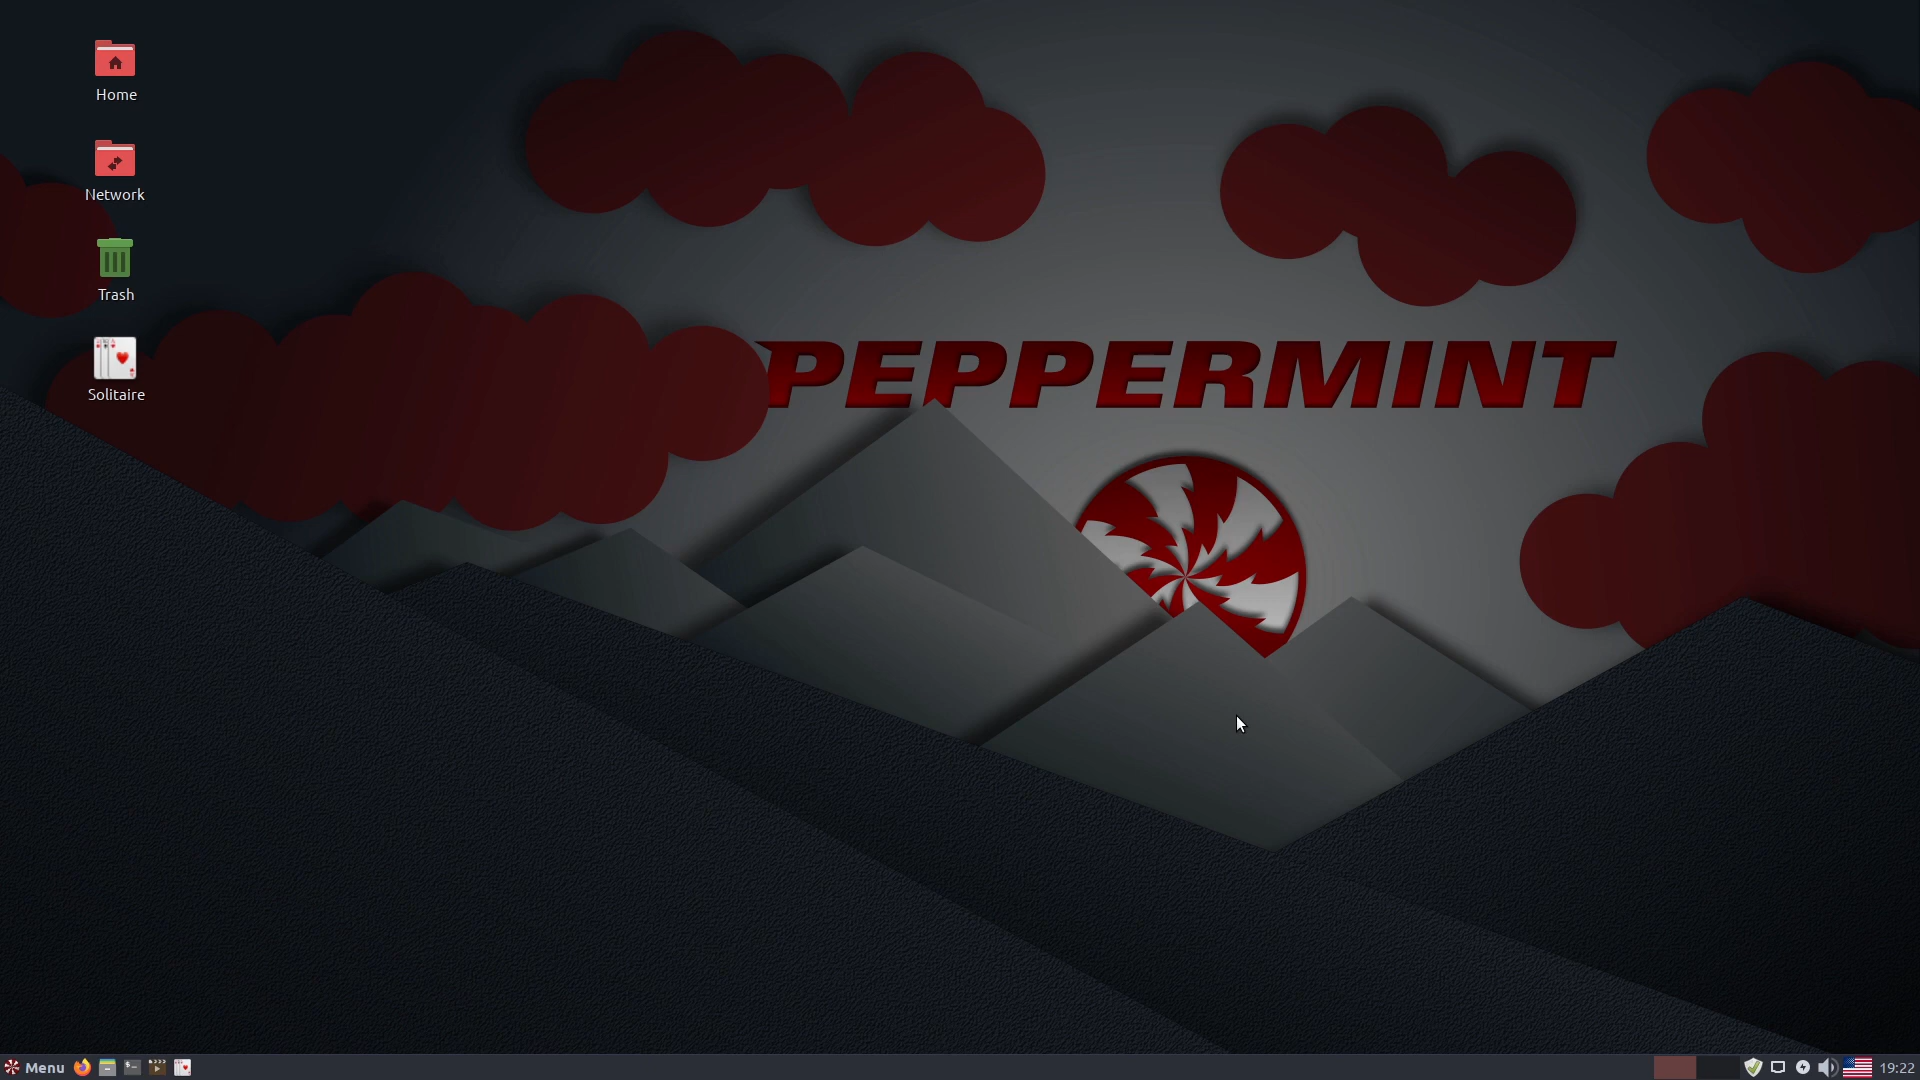 Home
Network
Trash
Solitaire
PEPPERMINT
Menu
19:22